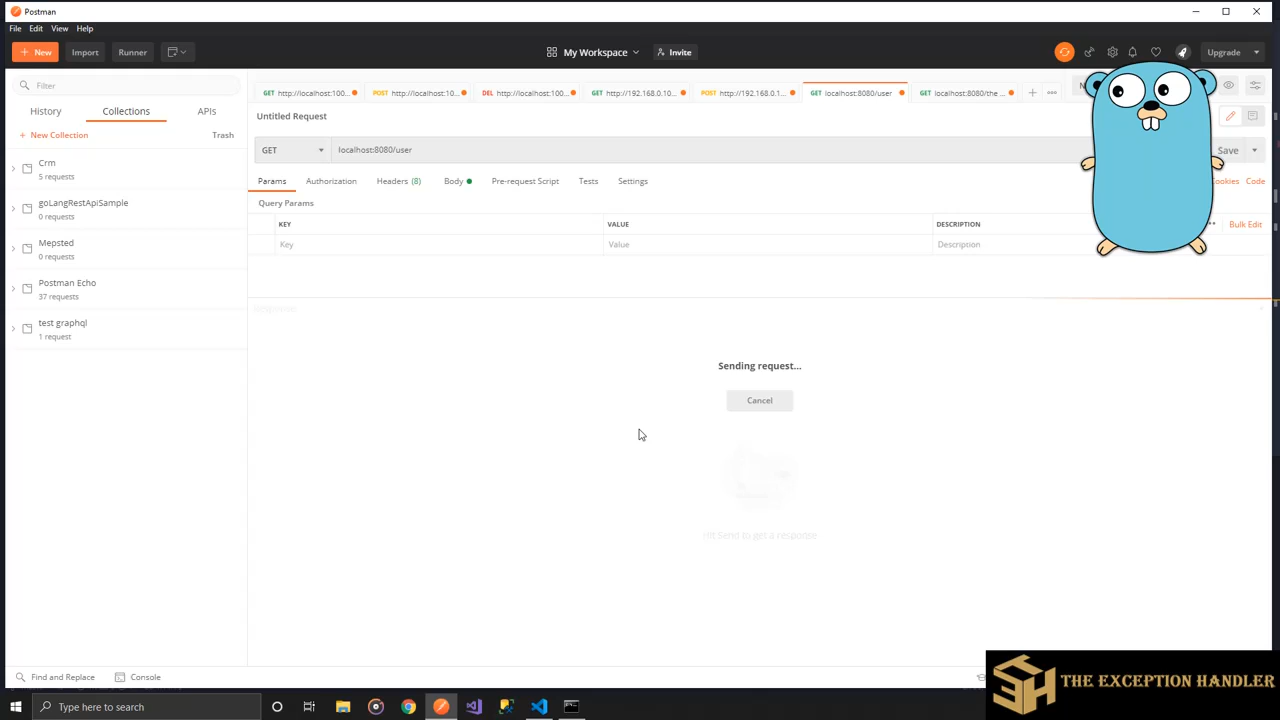 Postman
File Edit View Help
New Import Runner My Workspace Invite Upgrade
Filter
History Collections APIs
New Collection Trash
Crm
5 requests
goLangRestApiSample
0 requests
Mepsted
0 requests
Postman Echo
37 requests
test graphql
1 request
GET http://localhost:100... POST http://localhost:10... DEL http://localhost:100... GET http://192.168.0.10... POST http://192.168.0.1... GET localhost:8080/user GET localhost:8080/the ...
Untitled Request
GET localhost:8080/user Save
Params Authorization Headers (8) Body Pre-request Script Tests Settings Cookies Code
Query Params
KEY VALUE DESCRIPTION Bulk Edit
Key Value Description
Sending request...
Cancel
Hit Send to get a response
Find and Replace Console
THE EXCEPTION HANDLER
Type here to search